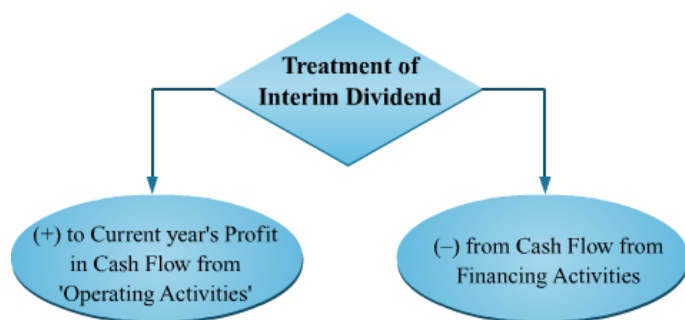 Treatment of
Interim Dividend
(+) to Current year's Profit
in Cash Flow from
'Operating Activities'
(–) from Cash Flow from
Financing Activities